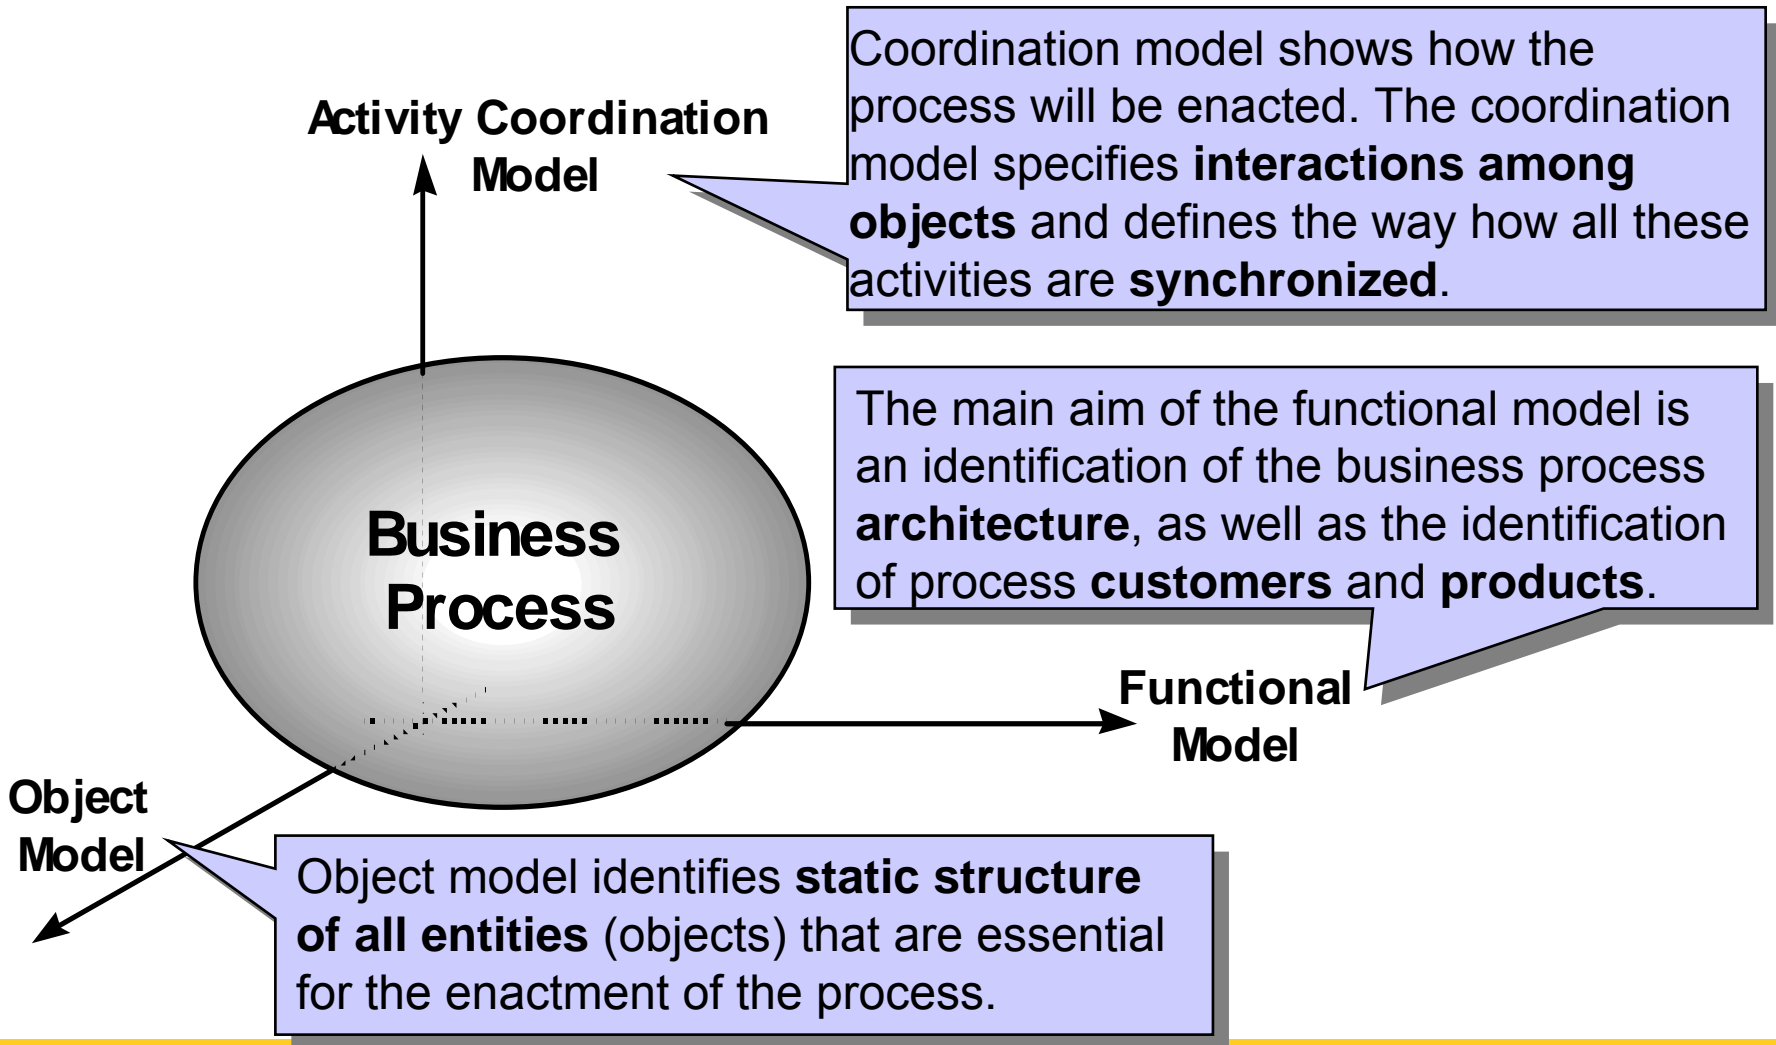 Activity Coordination
Model
Coordination model shows how the
process will be enacted. The coordination
model specifies interactions among
objects and defines the way how all these
activities are synchronized.
The main aim of the functional model is
an identification of the business process
architecture, as well as the identification
of process customers and products.
Business
Process
Functional
Model
Object
Model
Object model identifies static structure
of all entities (objects) that are essential
for the enactment of the process.